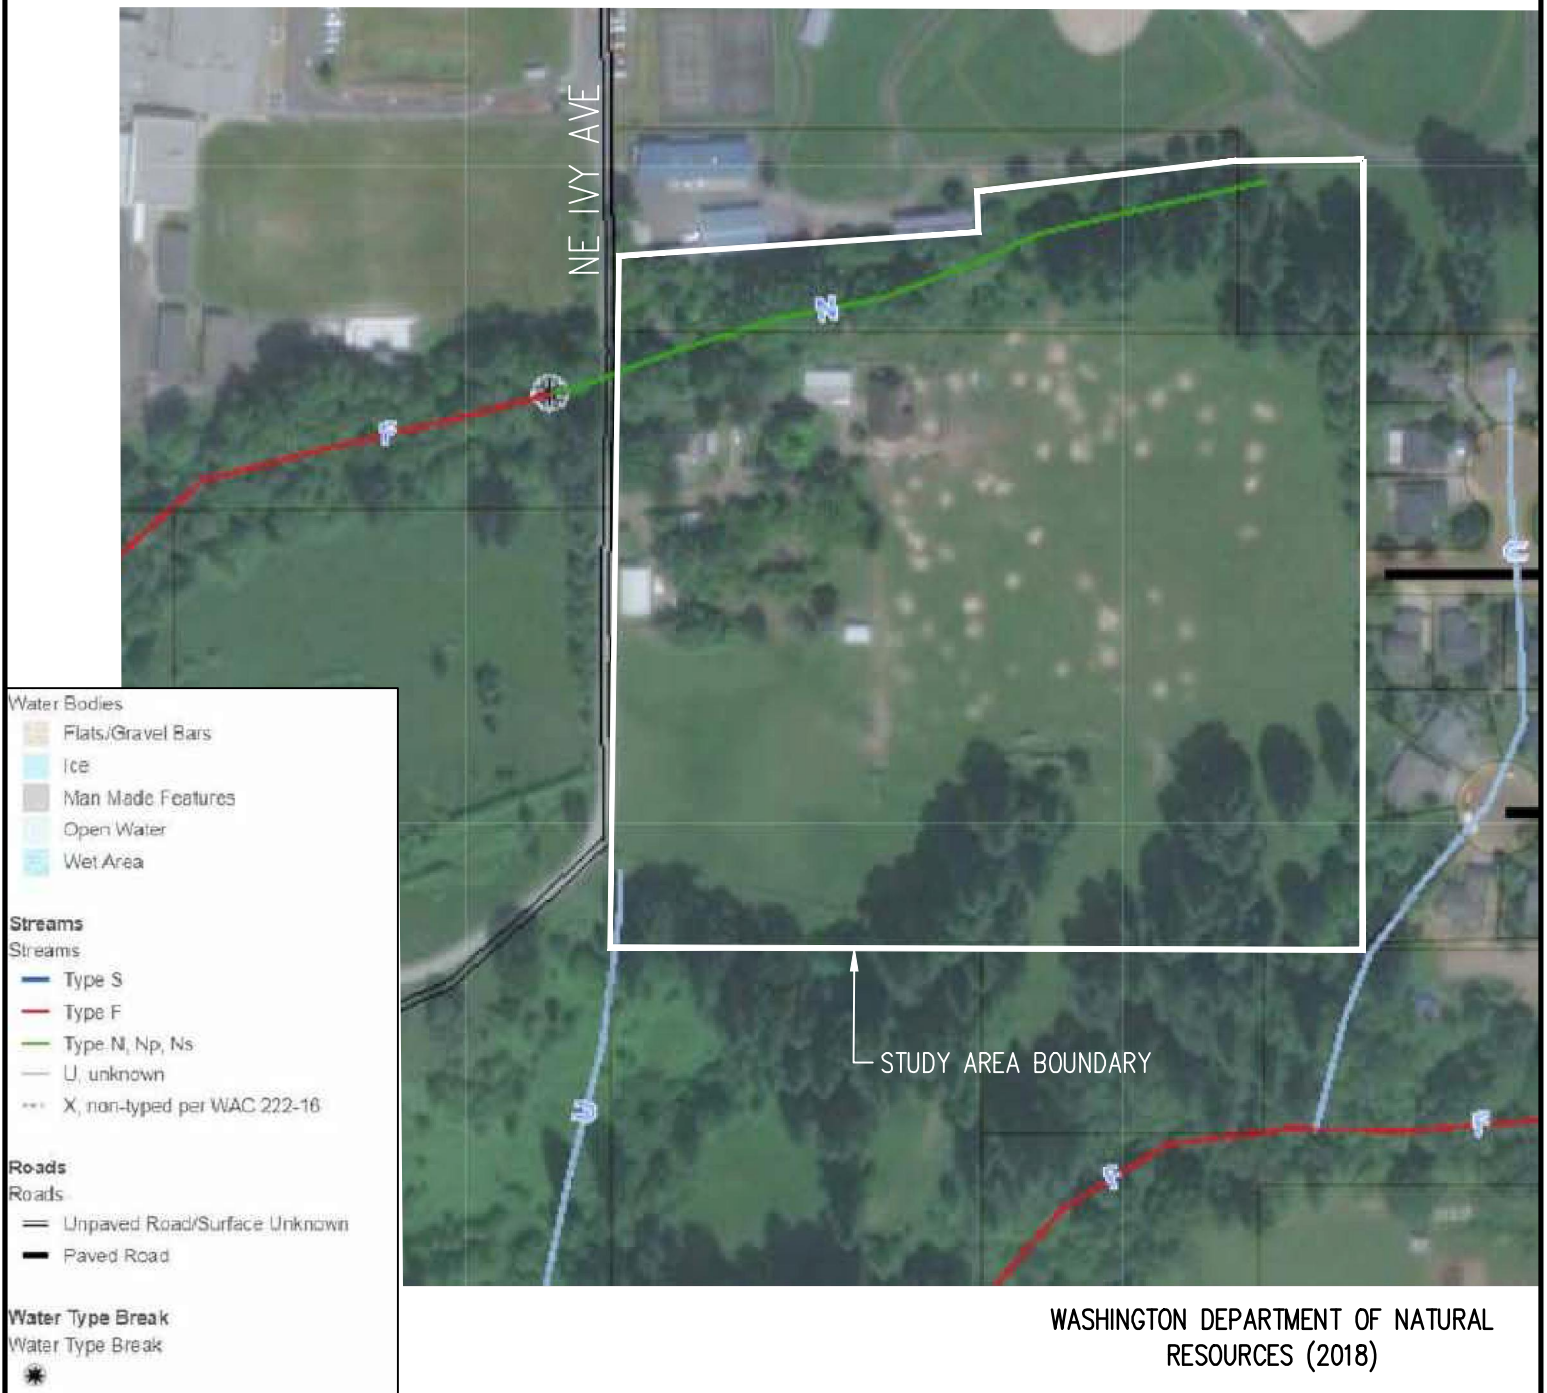 NE IVY AVE
N
F
U
Water Bodies
Flats/Gravel Bars
Ice
Man Made Features
Open Water
Wet Area
Streams
Streams
Type S
Type F
Type N, Np, Ns
U, unknown
X, non-typed per WAC 222-16
Roads
Roads
Unpaved Road/Surface Unknown
Paved Road
Water Type Break
Water Type Break
STUDY AREA BOUNDARY
U
F
F
WASHINGTON DEPARTMENT OF NATURAL
RESOURCES (2018)